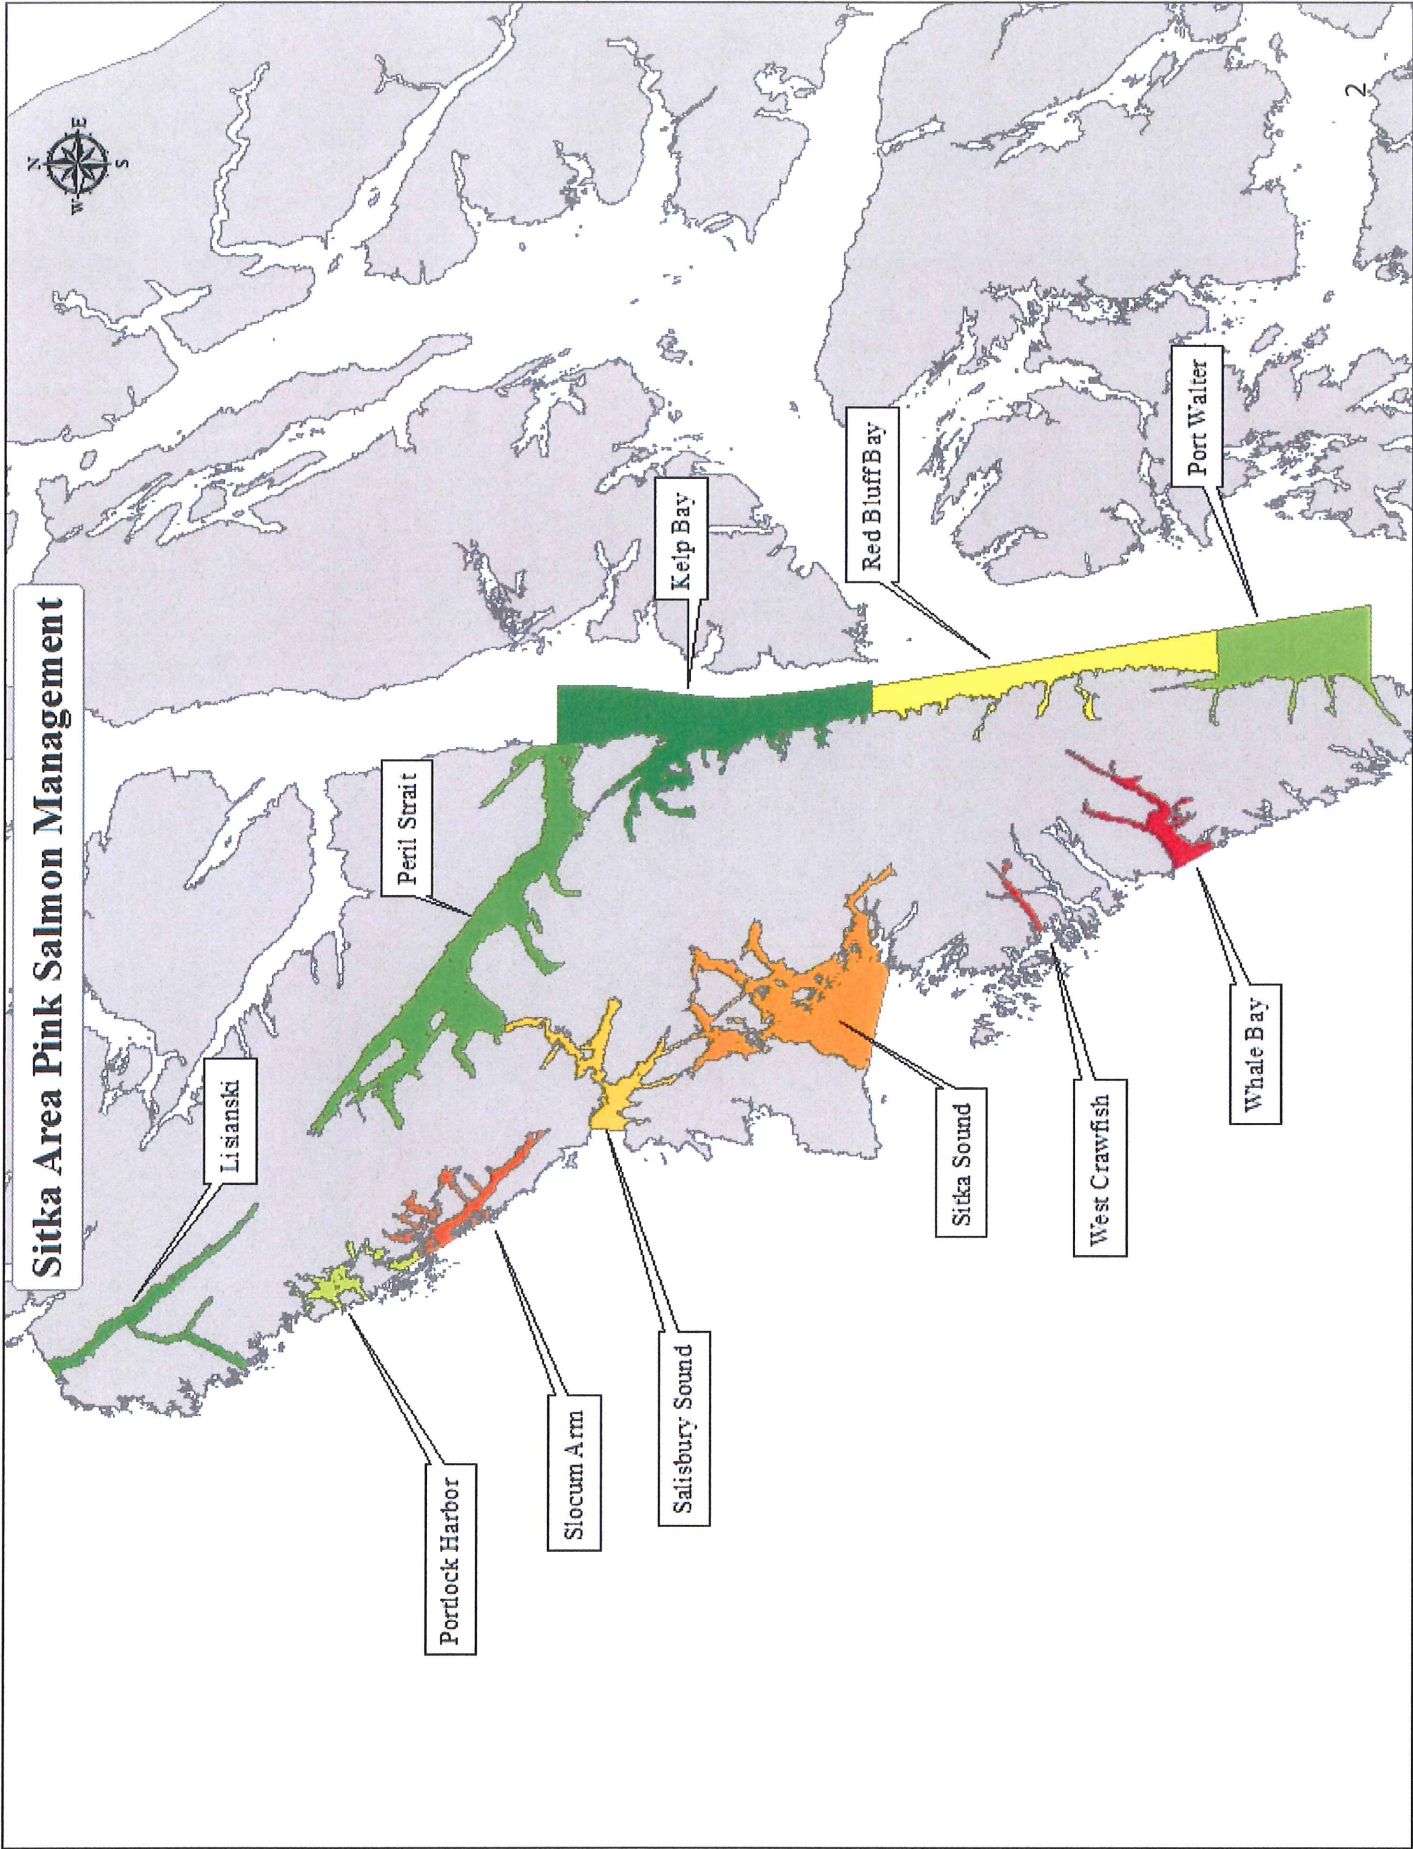 Sitka Area Pink Salmon Management
N
W
E
S
Lisianski
Peril Strait
Portlock Harbor
Slocum Arm
Kelp Bay
Salisbury Sound
Red Bluff Bay
Sitka Sound
West Crawfish
Port Walter
Whale Bay
2